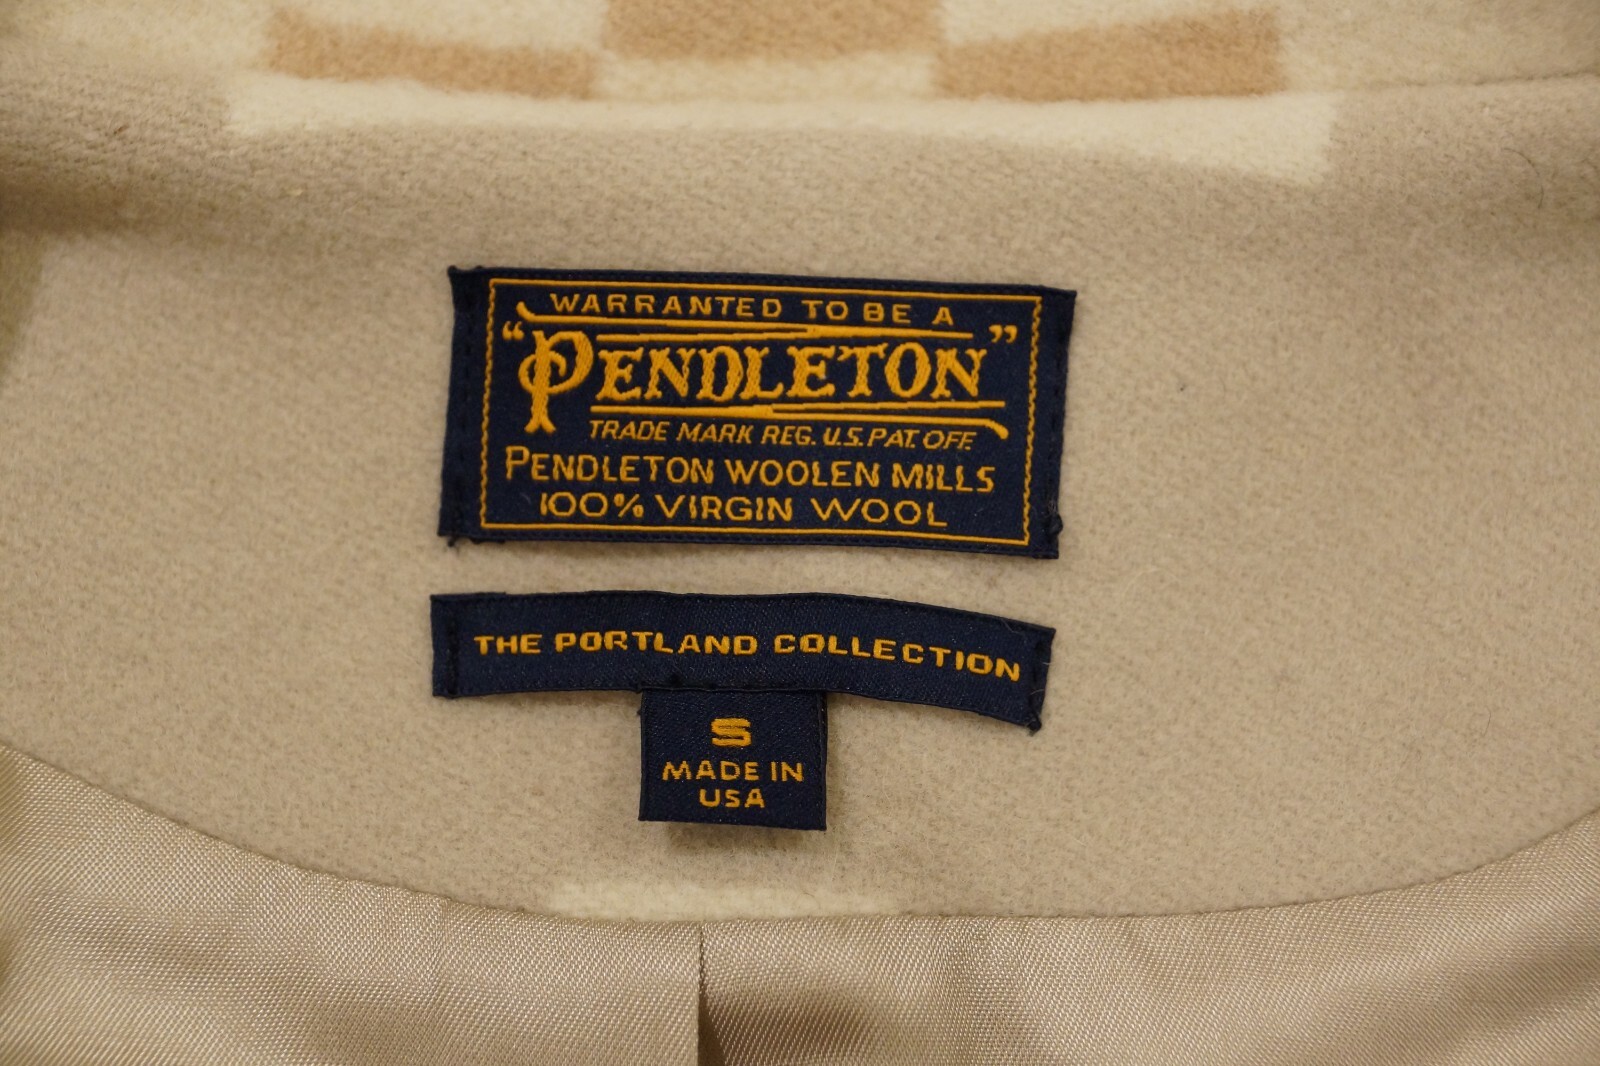 WARRANTED TO BE A
"PENDLETON"
TRADE MARK REG. U.S. PAT. OFF.
PENDLETON WOOLEN MILLS
100% VIRGIN WOOL
THE PORTLAND COLLECTION
S
MADE IN
USA